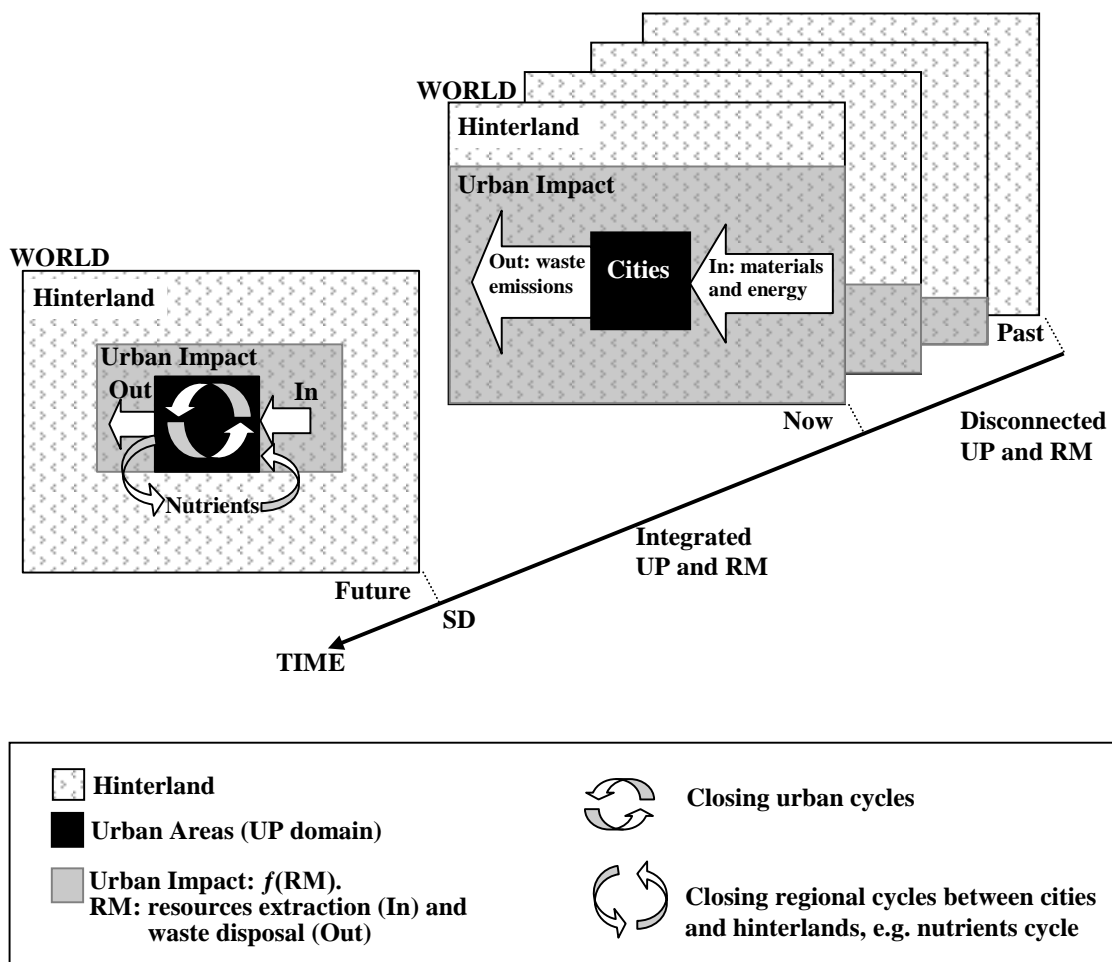 WORLD
Hinterland
Urban Impact
Out: waste
emissions
Cities
In: materials
and energy
WORLD
Hinterland
Urban Impact
Out
In
Nutrients
Past
Now
Future
Disconnected
UP and RM
Integrated
UP and RM
SD
TIME
Hinterland
Urban Areas (UP domain)
Urban Impact: ƒ(RM).
RM: resources extraction (In) and
waste disposal (Out)
Closing urban cycles
Closing regional cycles between cities
and hinterlands, e.g. nutrients cycle